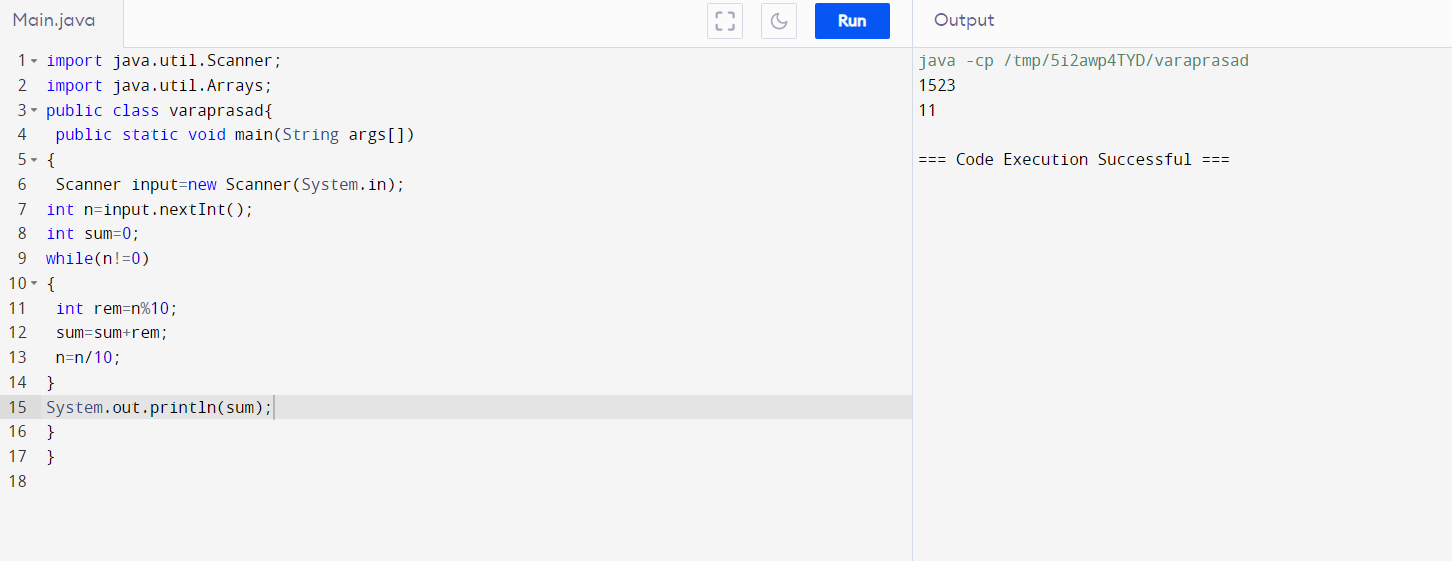 Main.java
Run
Output
1 import java.util.Scanner;
2 import java.util.Arrays;
3 public class varaprasad{
4  public static void main(String args[])
5 {
6  Scanner input=new Scanner(System.in);
7 int n=input.nextInt();
8 int sum=0;
9 while(n!=0)
10 {
11  int rem=n%10;
12  sum=sum+rem;
13  n=n/10;
14 }
15 System.out.println(sum);
16 }
17 }
18
java -cp /tmp/5i2awp4TYD/varaprasad
1523
11
=== Code Execution Successful ===